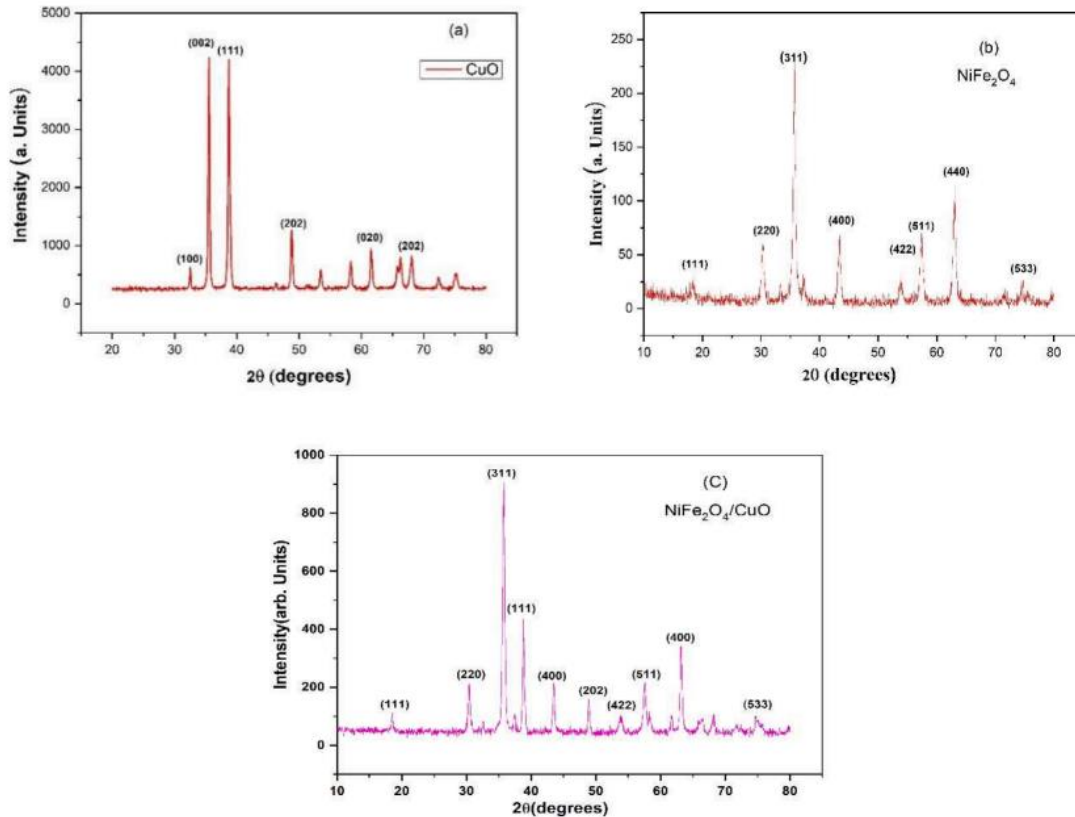 (a)
CuO
(002)
(111)
(100)
(202)
(020)
(202)
5000
4000
3000
2000
1000
0
Intensity (a. Units)
20 30 40 50 60 70 80
2θ (degrees)
(b)
NiFe₂O₄
(311)
(440)
(220)
(400)
(511)
(422)
(111)
(533)
250
225
200
150
100
50
25
0
Intensity (a. Units)
10 20 30 40 50 60 70 80
2θ (degrees)
(C)
NiFe₂O₄/CuO
(311)
(111)
(220)
(400)
(202)
(422)
(511)
(400)
(111)
(533)
1000
800
600
400
200
0
Intensity(arb. Units)
10 20 30 40 50 60 70 80
2θ(degrees)